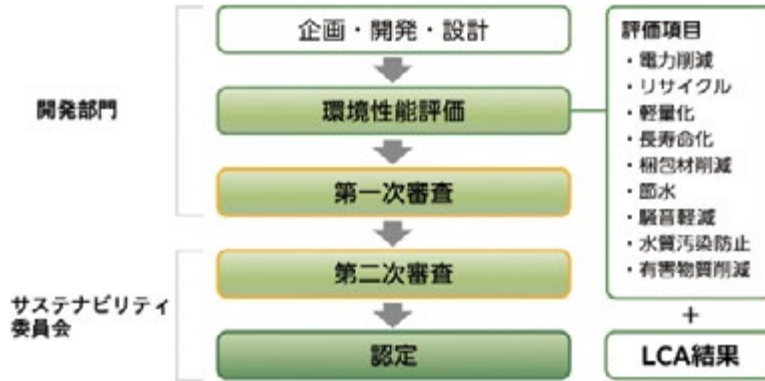 企画・開発・設計
開発部門
環境性能評価
第一次審査
サステナビリティ
委員会
第二次審査
認定
評価項目
・電力削減
・リサイクル
・軽量化
・長寿命化
・梱包材削減
・節水
・騒音軽減
・水質汚染防止
・有害物質削減
+
LCA結果